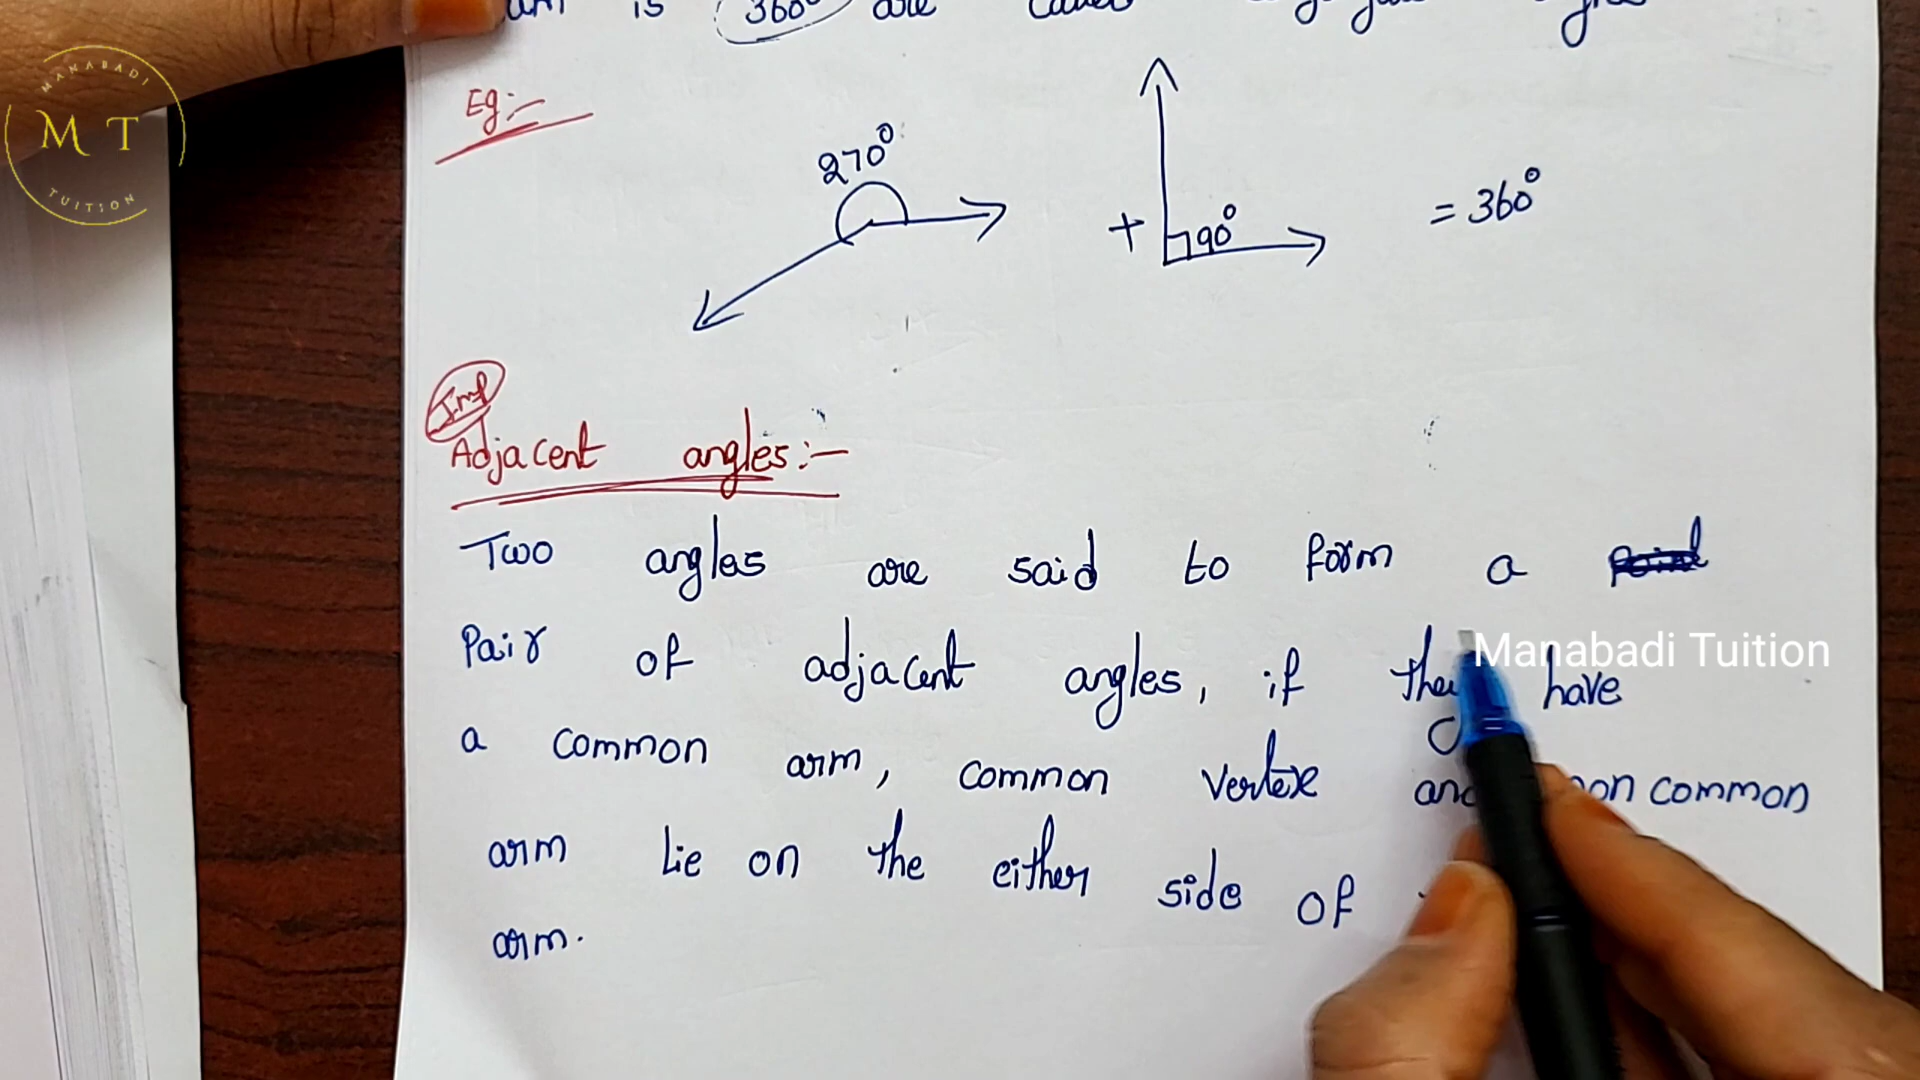 is 360° are
MANABADI
M T
TUITION
Eg:-
270° + 90° = 360°
Imp
Adjacent angles:-
Two angles are said to form a
Pair of adjacent angles, if they have
Manabadi Tuition
a common arm, common vertex and non common
arm lie on the either side of
arm.